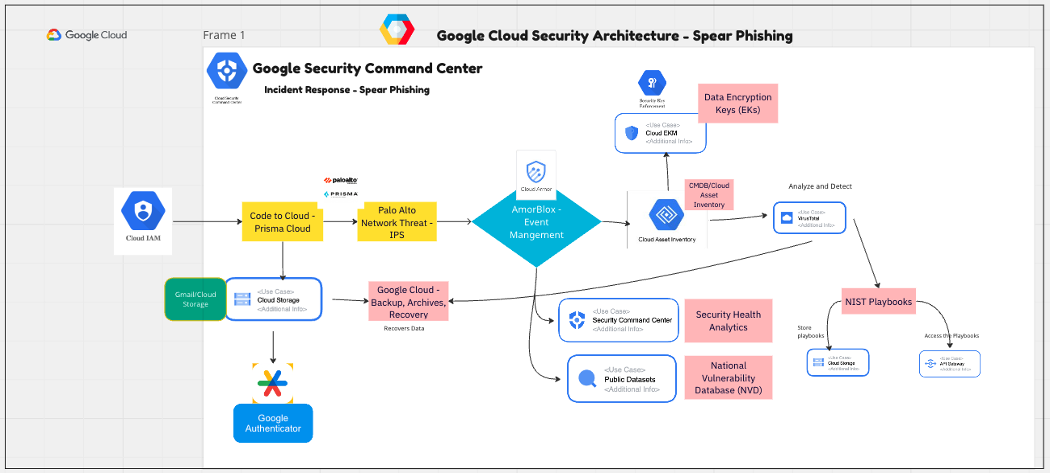 Google Cloud
Frame 1
Google Cloud Security Architecture - Spear Phishing
Google Security Command Center
Incident Response - Spear Phishing
Cloud Security
Command Center
Security Key
Enforcement
Data Encryption
Keys (EKs)
<Use Case>
Cloud EKM
<Additional Info>
paloalto
PRISMA
Cloud Armor
CMDB/Cloud
Asset
Inventory
Analyze and Detect
Cloud IAM
Code to Cloud -
Prisma Cloud
Palo Alto
Network Threat -
IPS
AmorBlox -
Event
Mangement
Cloud Asset Inventory
<Use Case>
VirusTotal
<Additional Info>
Gmail/Cloud
Storage
<Use Case>
Cloud Storage
<Additional Info>
Google Cloud -
Backup, Archives,
Recovery
Recovers Data
<Use Case>
Security Command Center
<Additional Info>
Security Health
Analytics
NIST Playbooks
Store
playbooks
Access the Playbooks
<Use Case>
Cloud Storage
<Additional Info>
<Use Case>
API Gateway
<Additional Info>
<Use Case>
Public Datasets
<Additional Info>
National
Vulnerability
Database (NVD)
Google
Authenticator